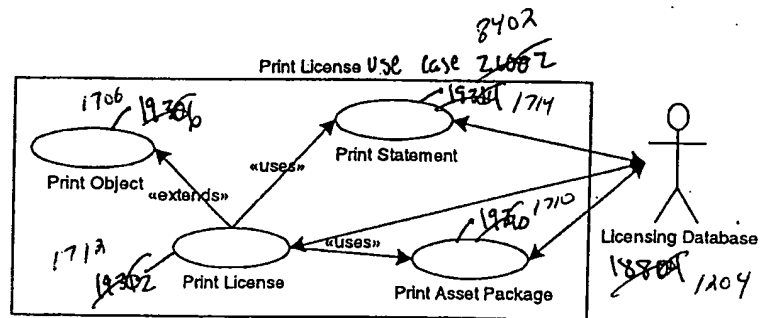 8402
Print License Use Case
1706
1714
Print Object
Print Statement
«uses»
«extends»
1710
«uses»
Licensing Database
1712
1204
Print License
Print Asset Package